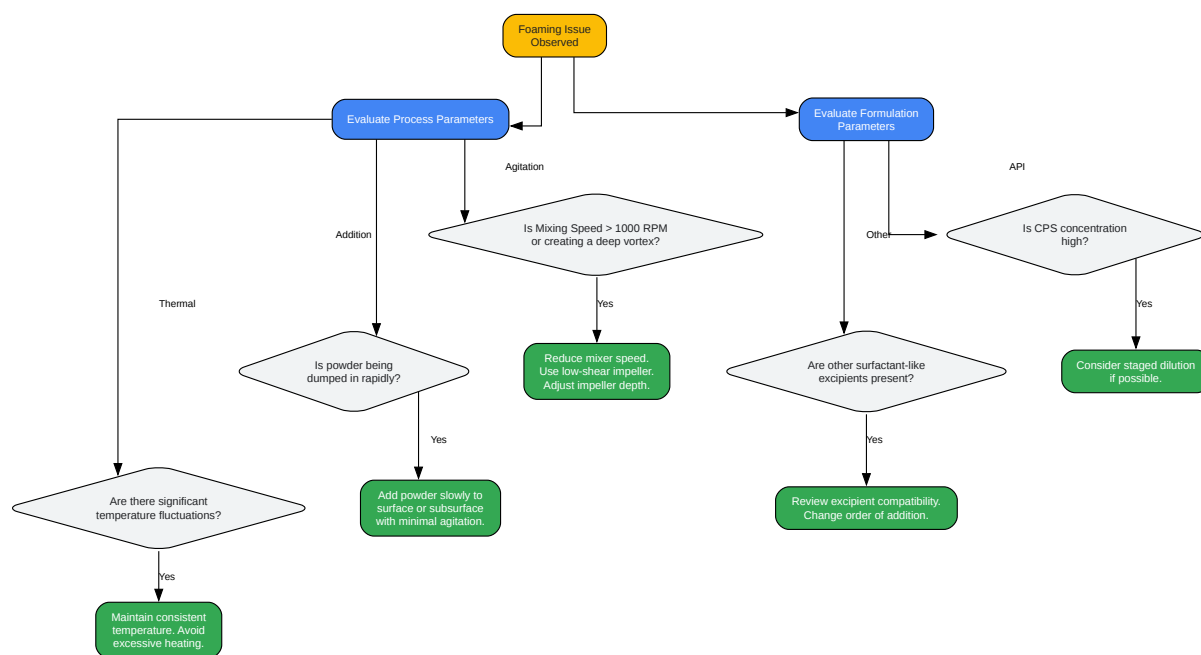 Foaming Issue
Observed
Evaluate Process Parameters
Evaluate Formulation
Parameters
Agitation
API
Addition
Is Mixing Speed > 1000 RPM
or creating a deep vortex?
Other
Is CPS concentration
high?
Thermal
Yes
Yes
Is powder being
dumped in rapidly?
Reduce mixer speed.
Use low-shear impeller.
Adjust impeller depth.
Are other surfactant-like
excipients present?
Consider staged dilution
if possible.
Yes
Yes
Are there significant
temperature fluctuations?
Add powder slowly to
surface or subsurface
with minimal agitation.
Review excipient compatibility.
Change order of addition.
Yes
Maintain consistent
temperature. Avoid
excessive heating.